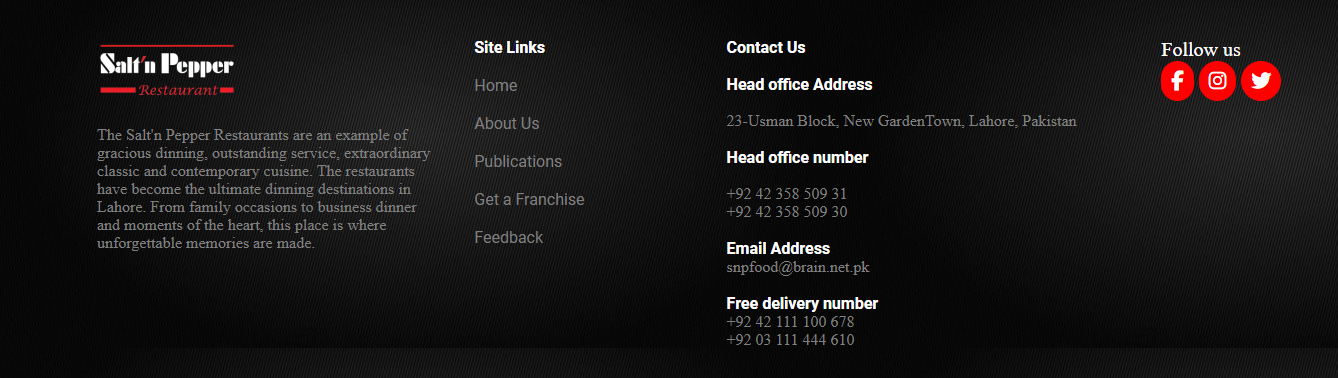 Salt'n Pepper
Restaurant
The Salt'n Pepper Restaurants are an example of
gracious dinning, outstanding service, extraordinary
classic and contemporary cuisine. The restaurants
have become the ultimate dinning destinations in
Lahore. From family occasions to business dinner
and moments of the heart, this place is where
unforgettable memories are made.
Site Links
Home
About Us
Publications
Get a Franchise
Feedback
Contact Us
Head office Address
23-Usman Block, New GardenTown, Lahore, Pakistan
Head office number
+92 42 358 509 31
+92 42 358 509 30
Email Address
snpfood@brain.net.pk
Free delivery number
+92 42 111 100 678
+92 03 111 444 610
Follow us